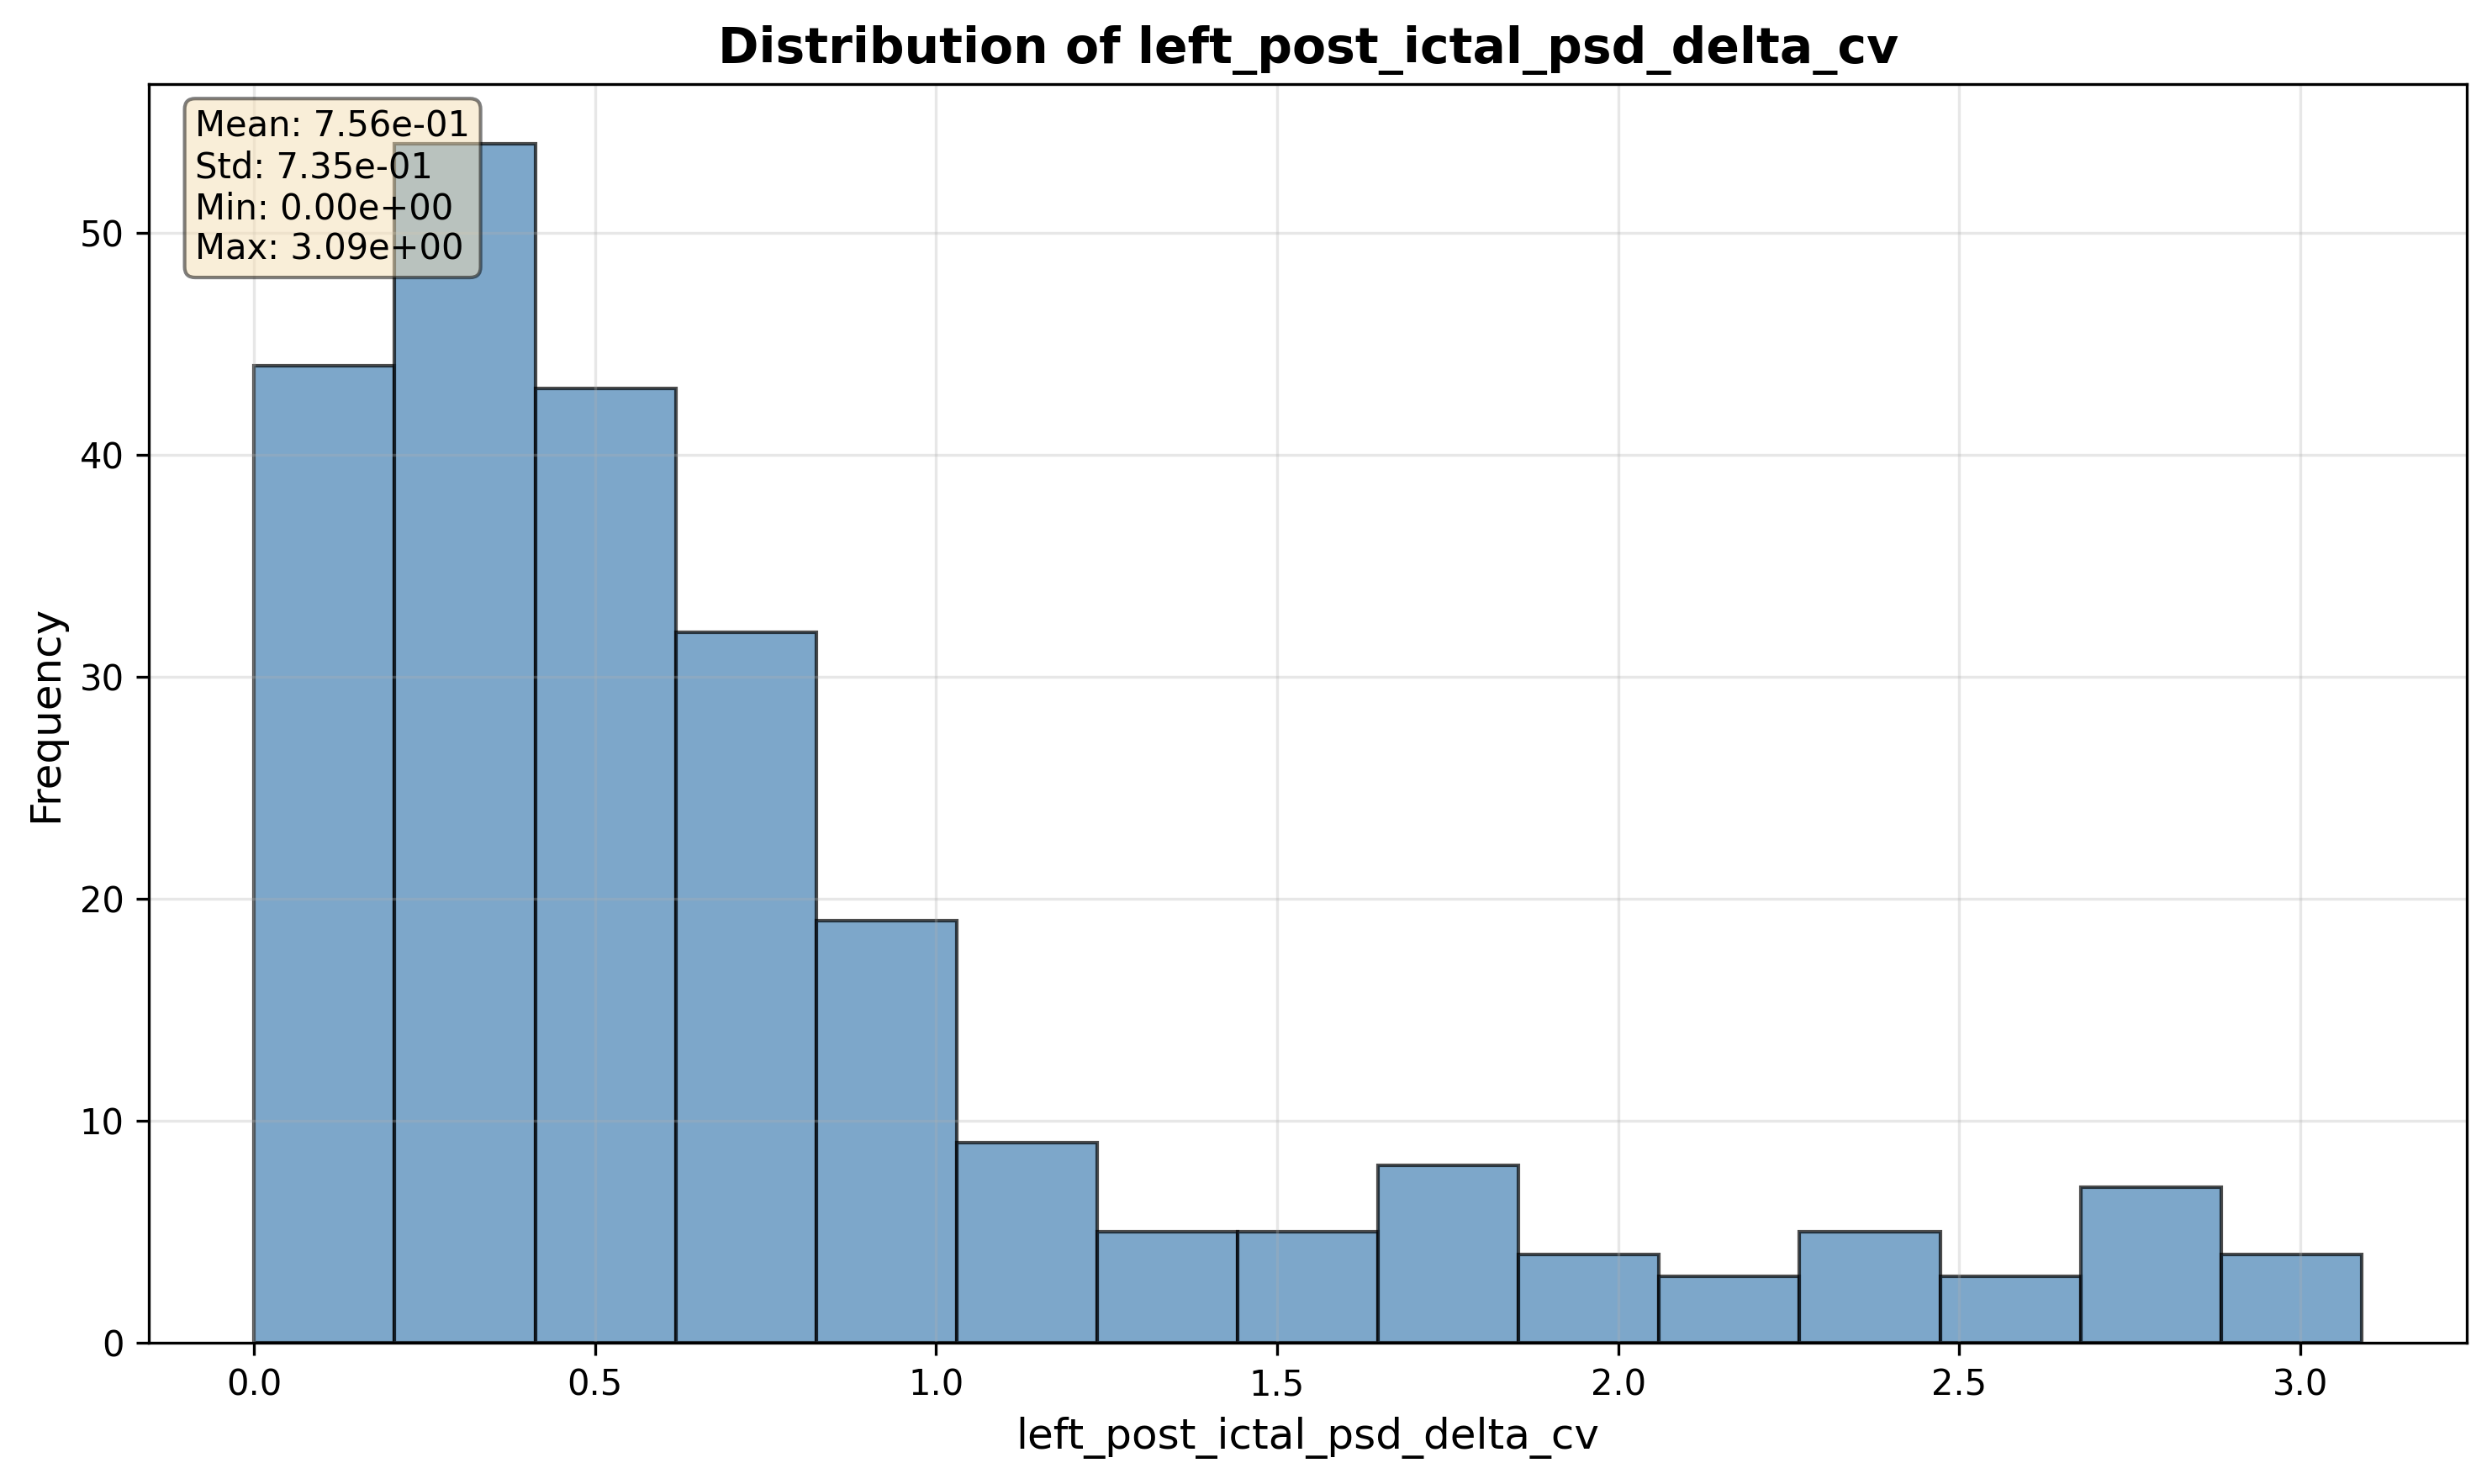 Distribution of left_post_ictal_psd_delta_cv
Mean: 7.56e-01
Std: 7.35e-01
Min: 0.00e+00
Max: 3.09e+00
Frequency
50
40
30
20
10
0
0.0 0.5 1.0 1.5 2.0 2.5 3.0
left_post_ictal_psd_delta_cv